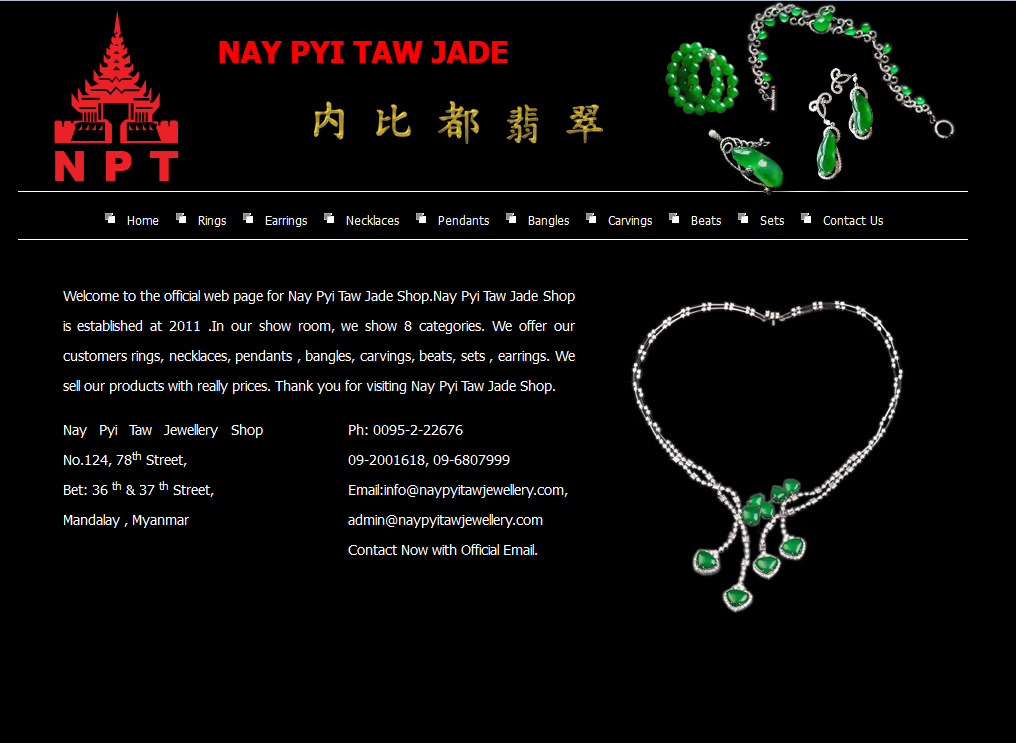 NAY PYI TAW JADE
内比都翡翠
NPT
Home Rings Earrings Necklaces Pendants Bangles Carvings Beats Sets Contact Us
Welcome to the official web page for Nay Pyi Taw Jade Shop.Nay Pyi Taw Jade Shop
is established at 2011 .In our show room, we show 8 categories. We offer our
customers rings, necklaces, pendants , bangles, carvings, beats, sets , earrings. We
sell our products with really prices. Thank you for visiting Nay Pyi Taw Jade Shop.
Nay Pyi Taw Jewellery Shop
No.124, 78th Street,
Bet: 36 th & 37 th Street,
Mandalay , Myanmar
Ph: 0095-2-22676
09-2001618, 09-6807999
Email:info@naypyitawjewellery.com,
admin@naypyitawjewellery.com
Contact Now with Official Email.